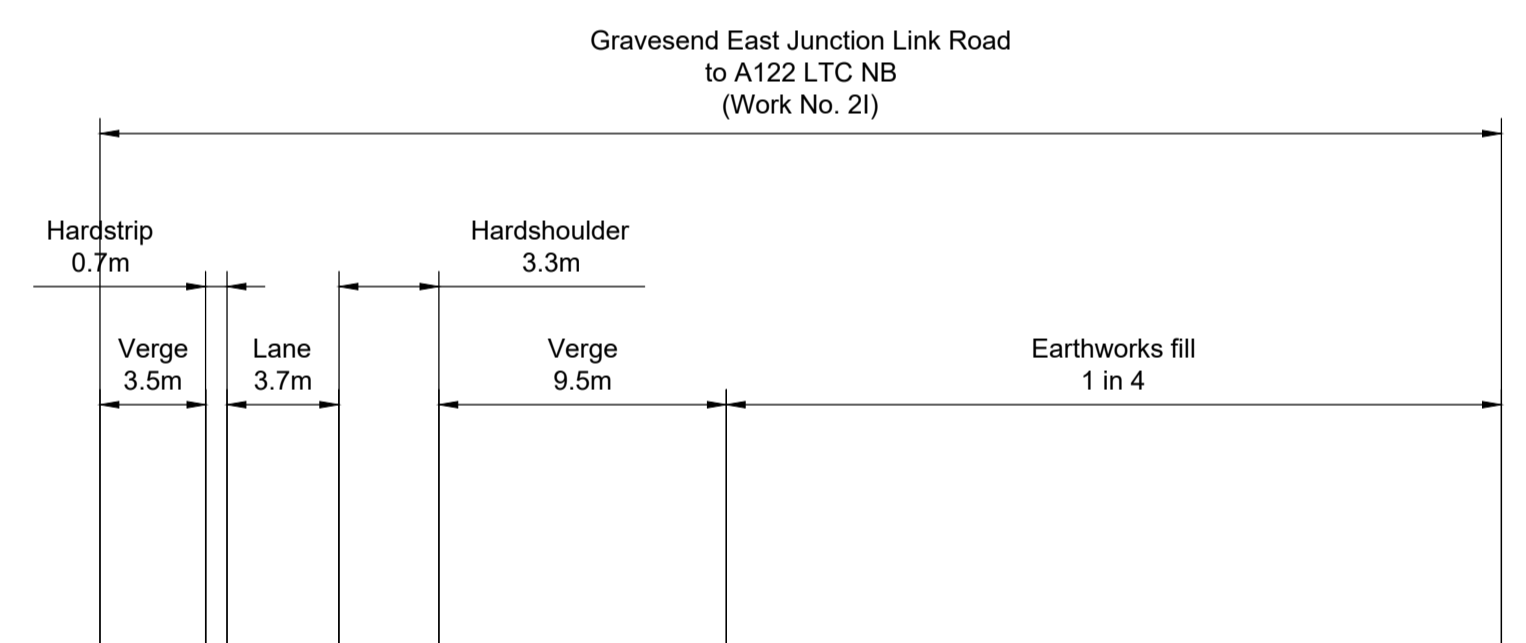 Gravesend East Junction Link Road
to A122 LTC NB
(Work No. 2I)
Hardstrip
0.7m
Hardshoulder
3.3m
Verge
3.5m
Lane
3.7m
Verge
9.5m
Earthworks fill
1 in 4